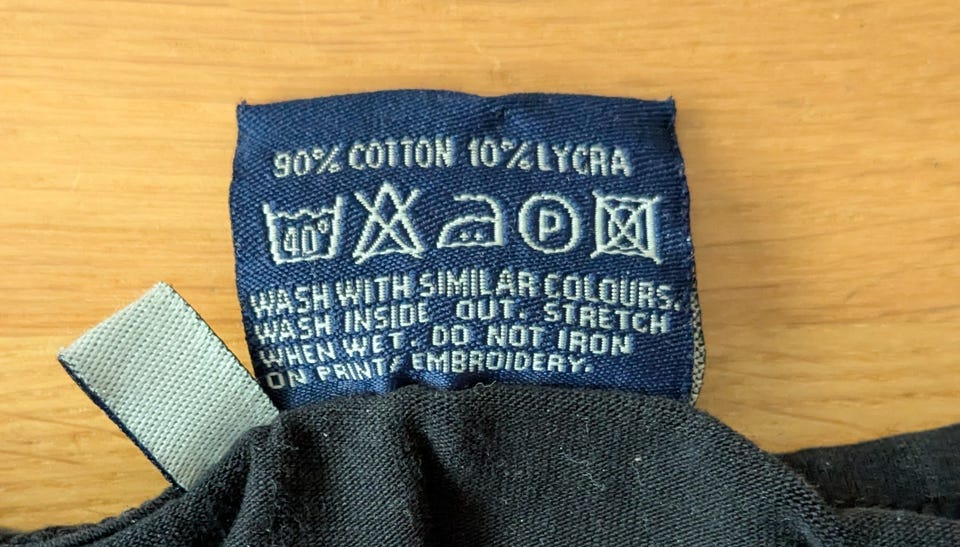 90% COTTON 10% LYCRA
40° P
WASH WITH SIMILAR COLOURS.
WASH INSIDE OUT. STRETCH
WHEN WET. DO NOT IRON
ON PRINT/ EMBROIDERY.